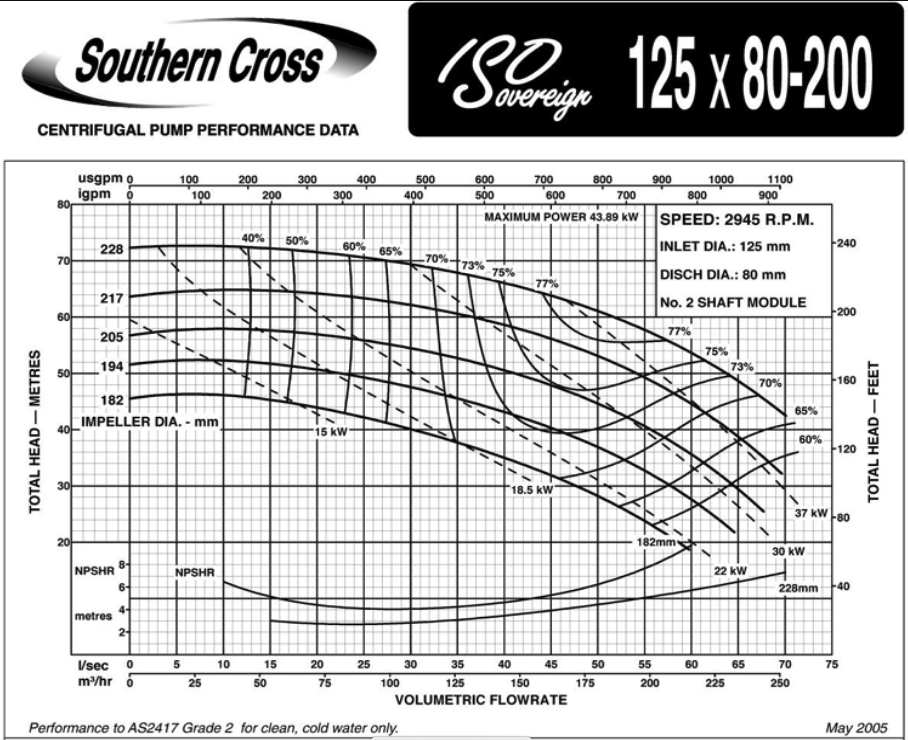 Southern Cross
CENTRIFUGAL PUMP PERFORMANCE DATA
ISO Sovereign
125 x 80-200
usgpm 0 100 200 300 400 500 600 700 800 900 1000 1100
igpm 0 100 200 300 400 500 600 700 800 900
MAXIMUM POWER 43.89 kW
SPEED: 2945 R.P.M.
INLET DIA.: 125 mm
DISCH DIA.: 80 mm
No. 2 SHAFT MODULE
TOTAL HEAD — METRES
80
70
60
50
40
30
20
228
217
205
194
182
IMPELLER DIA. - mm
40% 50% 60% 65% 70% 73% 75% 77%
77%
75%
73%
70%
65%
60%
15 kW
18.5 kW
22 kW
30 kW
37 kW
182mm
228mm
TOTAL HEAD — FEET
240
200
160
120
80
40
NPSHR
8
6
4
2
metres
NPSHR
l/sec 0 5 10 15 20 25 30 35 40 45 50 55 60 65 70 75
m³/hr 0 25 50 75 100 125 150 175 200 225 250
VOLUMETRIC FLOWRATE
Performance to AS2417 Grade 2 for clean, cold water only.
May 2005